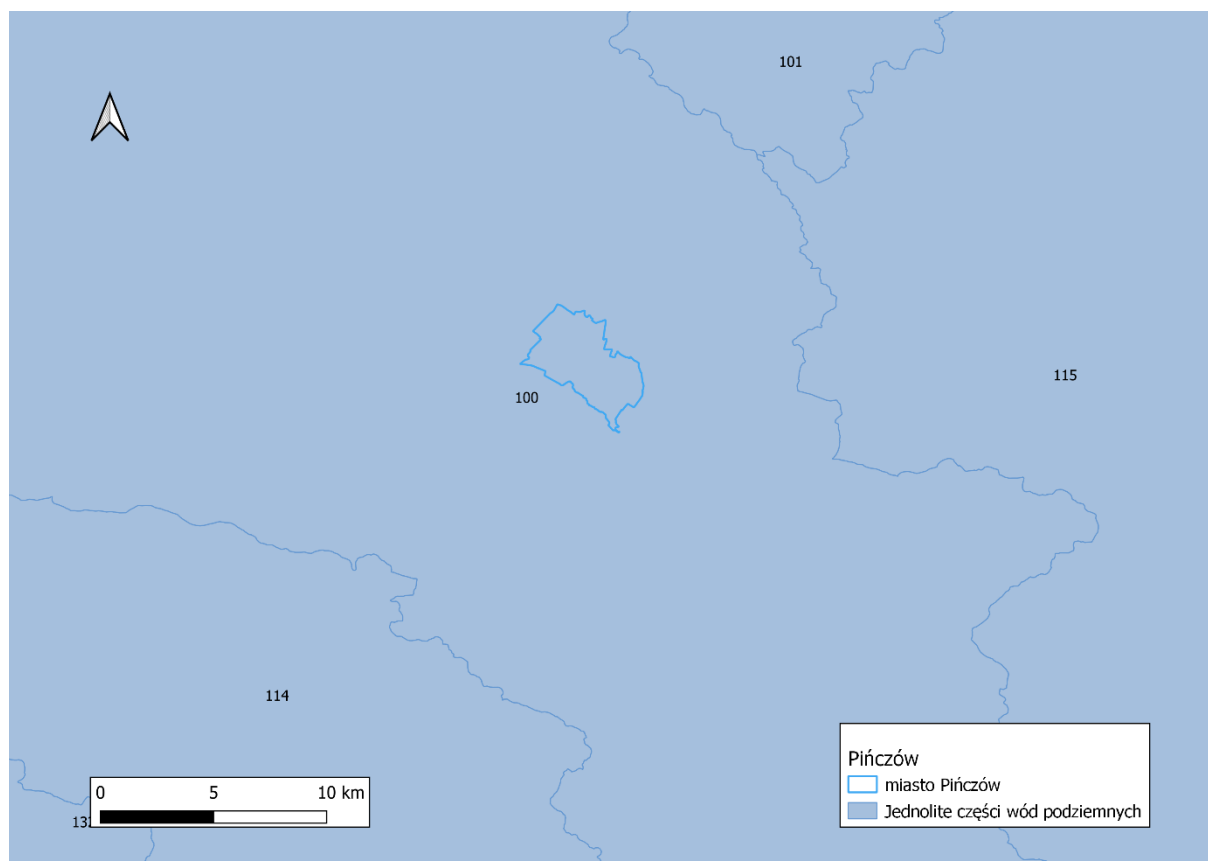 101
115
100
114
0 5 10 km
Pińczów
miasto Pińczów
Jednolite części wód podziemnych